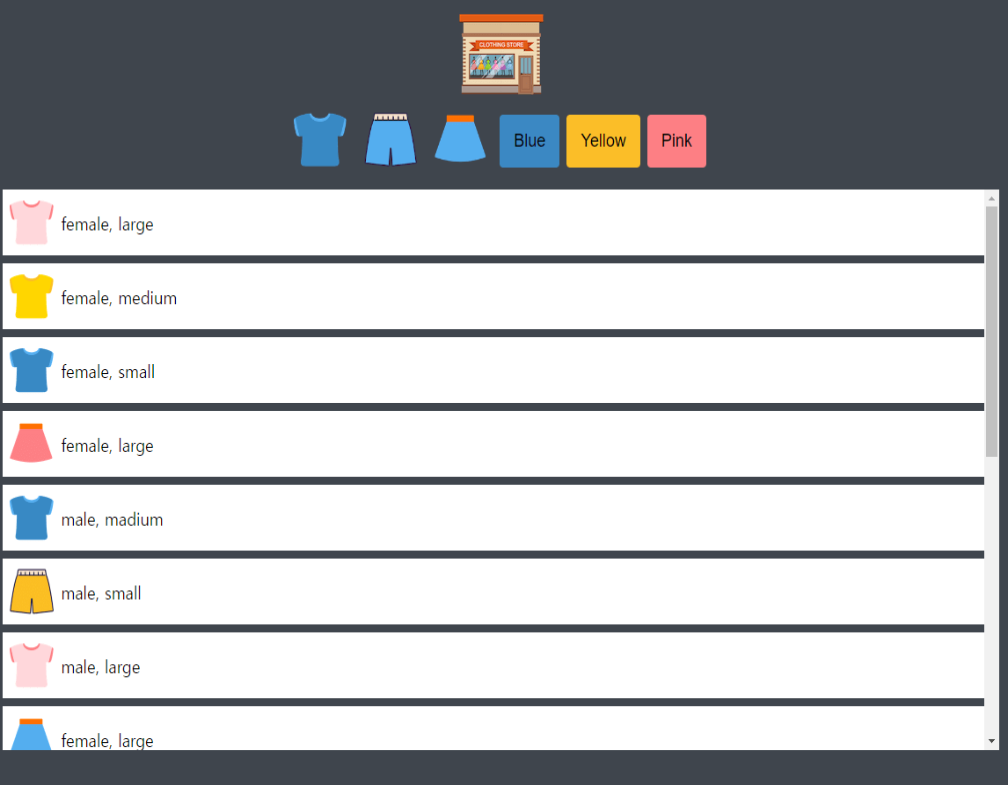 CLOTHING STORE
Blue
Yellow
Pink
female, large
female, medium
female, small
female, large
male, madium
male, small
male, large
female, large